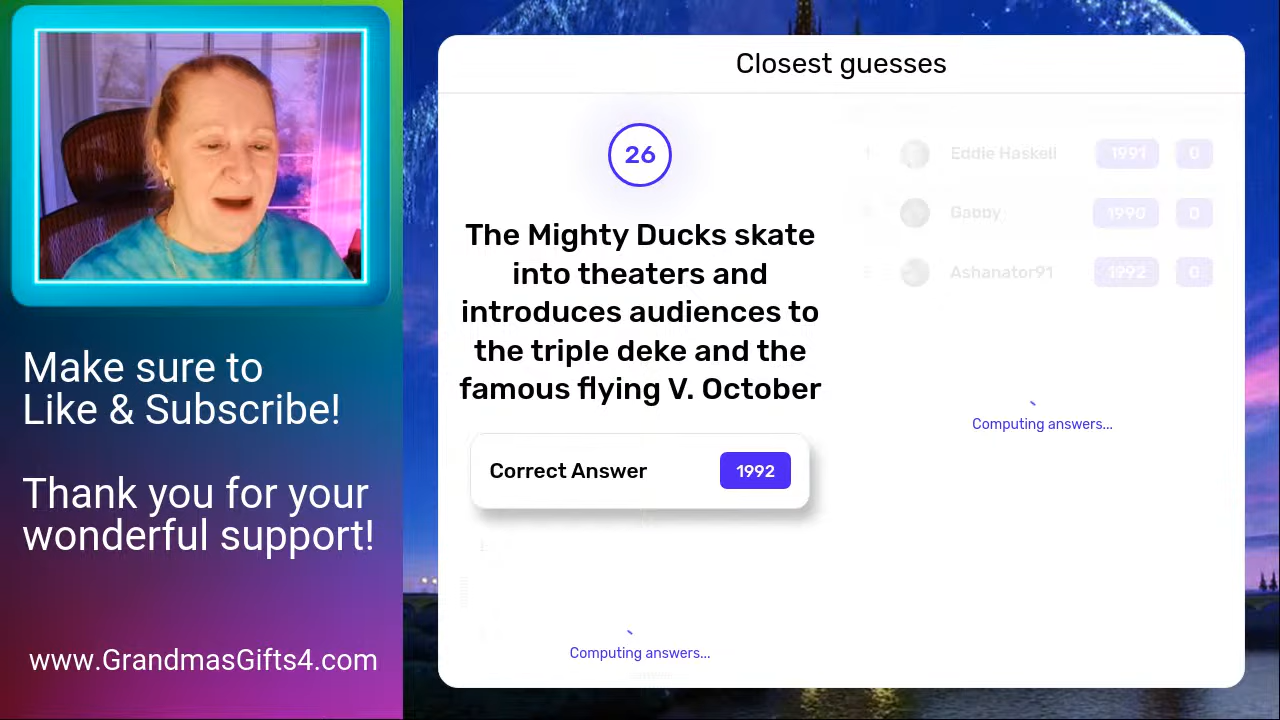 Closest guesses
26
The Mighty Ducks skate
into theaters and
introduces audiences to
the triple deke and the
famous flying V. October
Correct Answer 1992
Computing answers...
Eddie Haskell 1991 0
Gabby 1990 0
Ashanator91 1992 0
Computing answers...
Make sure to
Like & Subscribe!
Thank you for your
wonderful support!
www.GrandmasGifts4.com